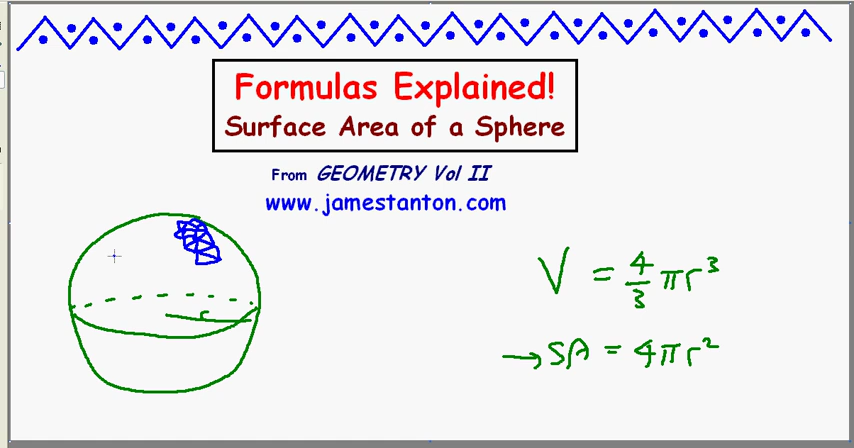 Formulas Explained!
Surface Area of a Sphere
From GEOMETRY Vol II
www.jamestanton.com
V = 4/3 πr³
r
→ SA = 4πr²